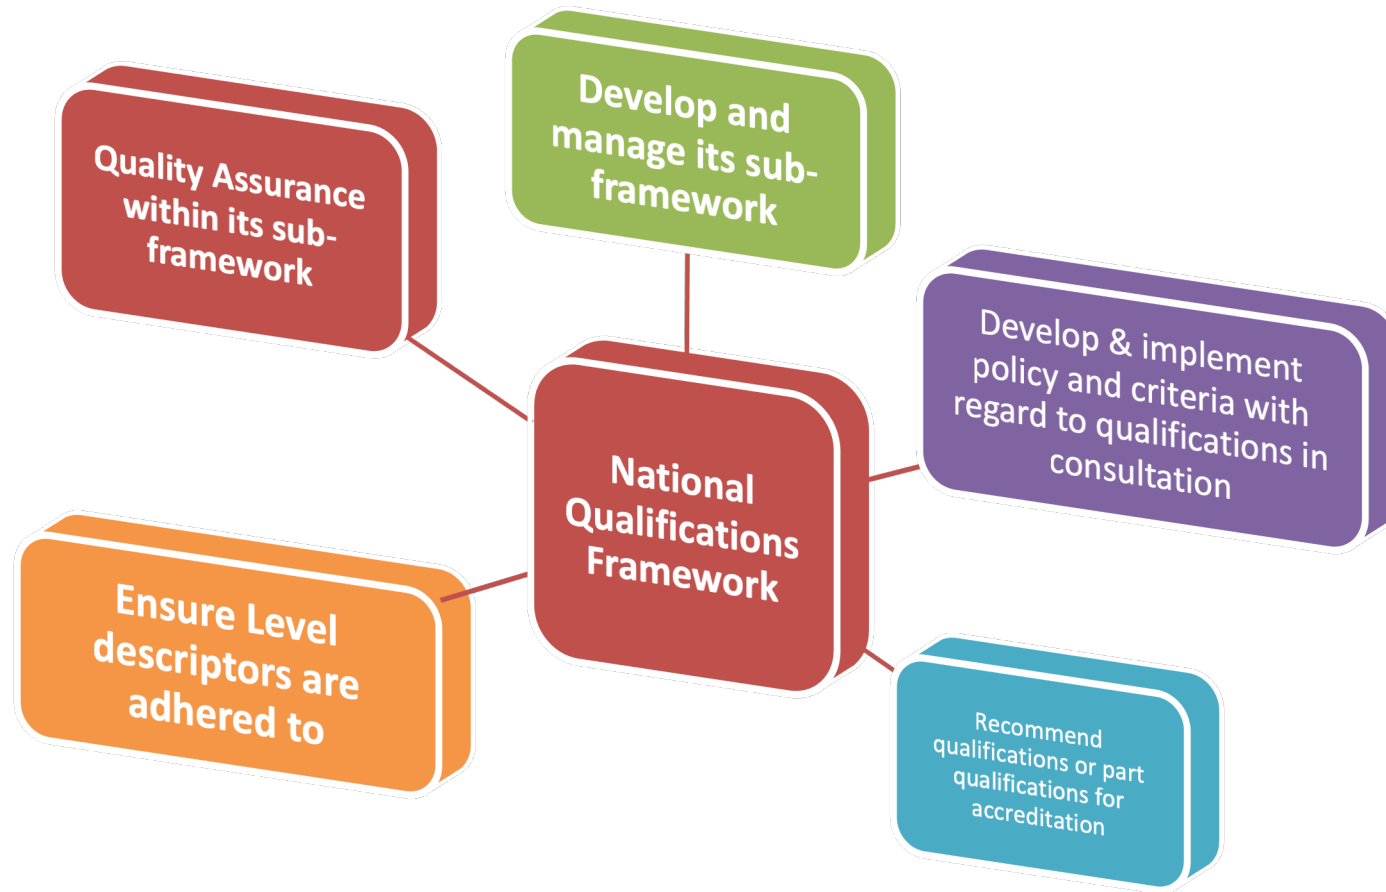 Develop and
manage its sub-
framework
Quality Assurance
within its sub-
framework
Develop & implement
policy and criteria with
regard to qualifications in
consultation
National
Qualifications
Framework
Ensure Level
descriptors are
adhered to
Recommend
qualifications or part
qualifications for
accreditation